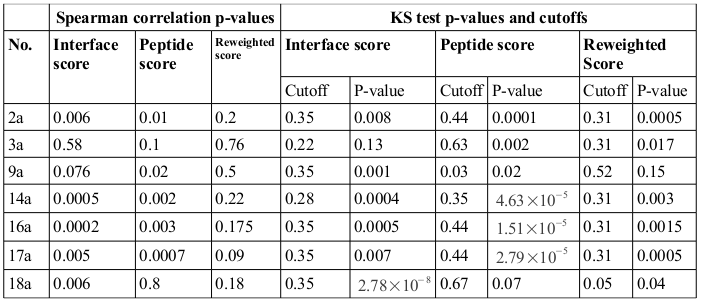 Spearman correlation p-values KS test p-values and cutoffs
No. Interface score Peptide score Reweighted score Interface score Peptide score Reweighted Score
Cutoff P-value Cutoff P-value Cutoff P-value
2a 0.006 0.01 0.2 0.35 0.008 0.44 0.0001 0.31 0.0005
3a 0.58 0.1 0.76 0.22 0.13 0.63 0.002 0.31 0.017
9a 0.076 0.02 0.5 0.35 0.001 0.03 0.02 0.52 0.15
14a 0.0005 0.002 0.22 0.28 0.0004 0.35 4.63×10⁻⁵ 0.31 0.003
16a 0.0002 0.003 0.175 0.35 0.0005 0.44 1.51×10⁻⁵ 0.31 0.0015
17a 0.005 0.0007 0.09 0.35 0.007 0.44 2.79×10⁻⁵ 0.31 0.0005
18a 0.006 0.8 0.18 0.35 2.78×10⁻⁸ 0.67 0.07 0.05 0.04